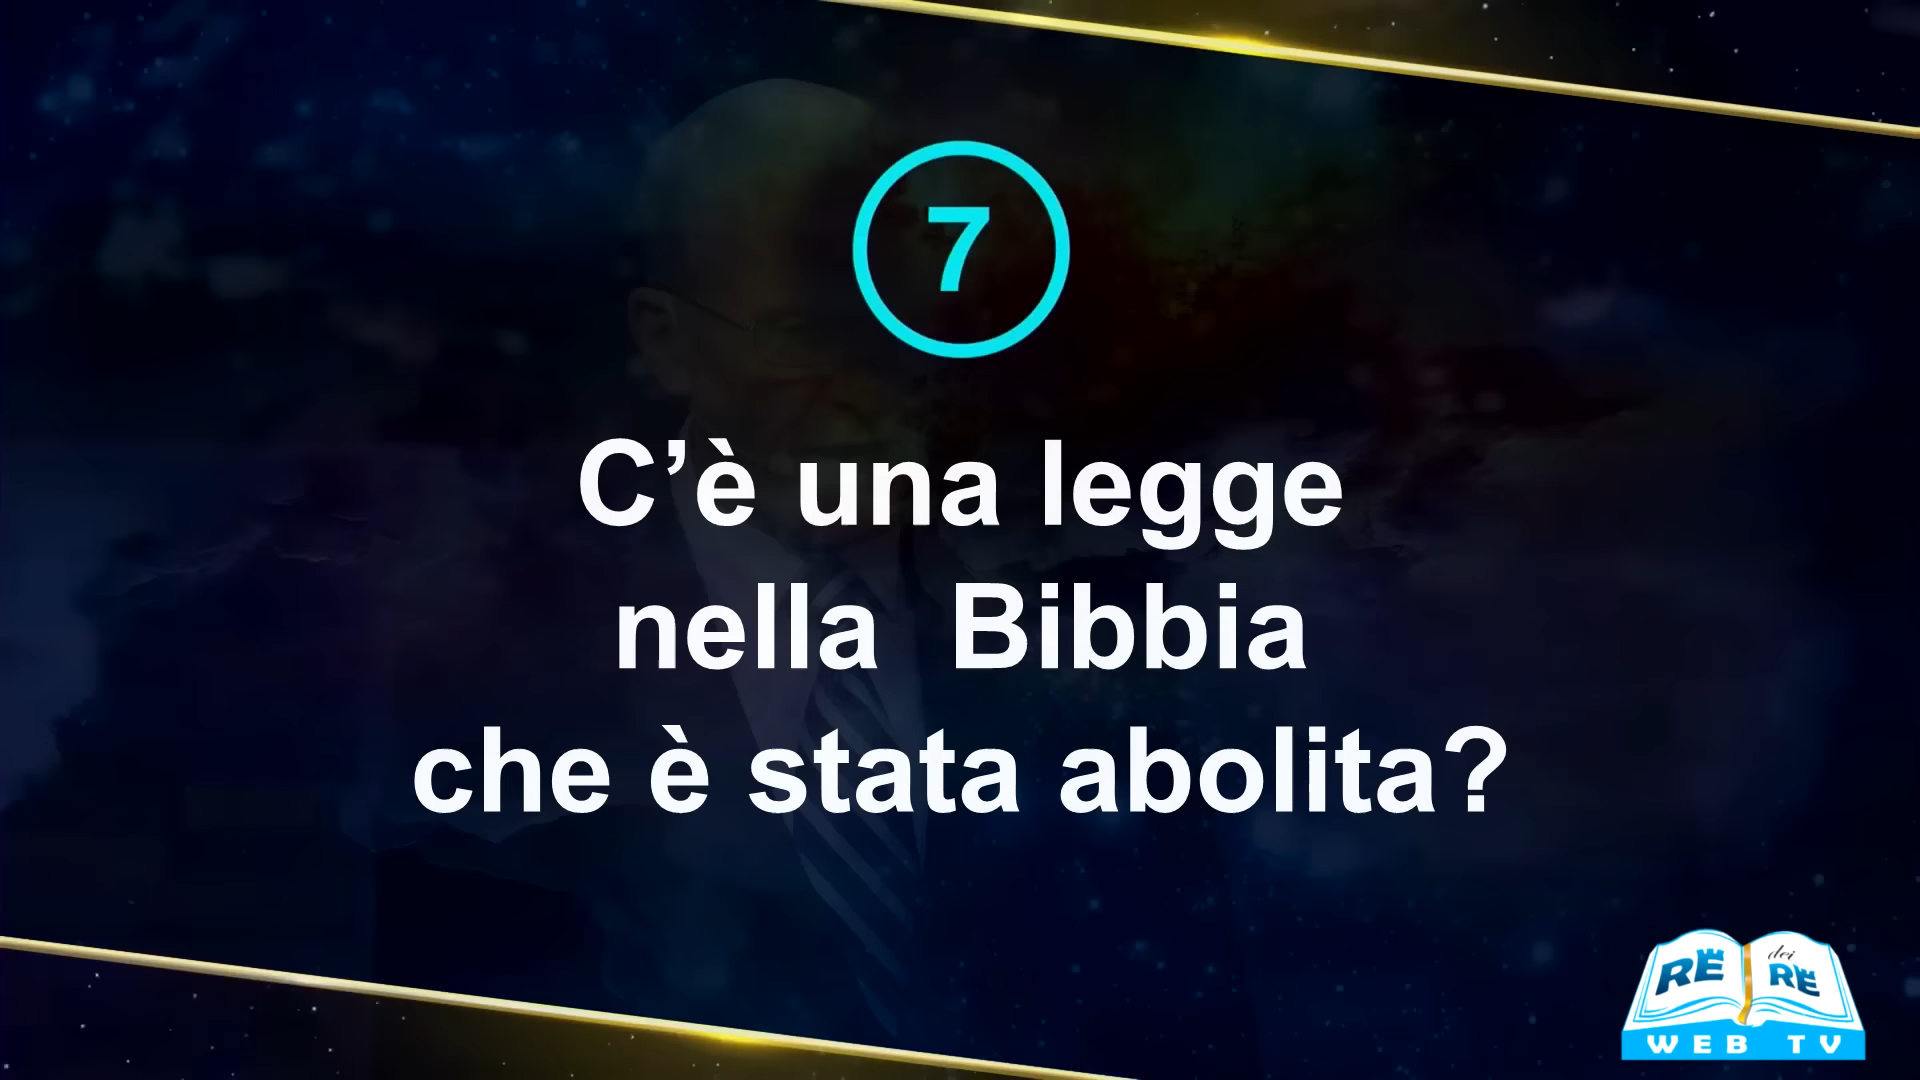 7
C’è una legge
nella  Bibbia
che è stata abolita?
RE dei RE
WEB TV